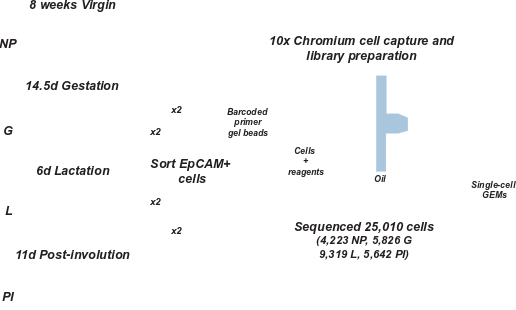 8 weeks Virgin
NP
14.5d Gestation
G
6d Lactation
L
11d Post-involution
PI
x2
x2
Sort EpCAM+
cells
x2
x2
10x Chromium cell capture and
library preparation
Barcoded
primer
gel beads
Cells
+
reagents
Oil
Single-cell
GEMs
Sequenced 25,010 cells
(4,223 NP, 5,826 G
9,319 L, 5,642 PI)